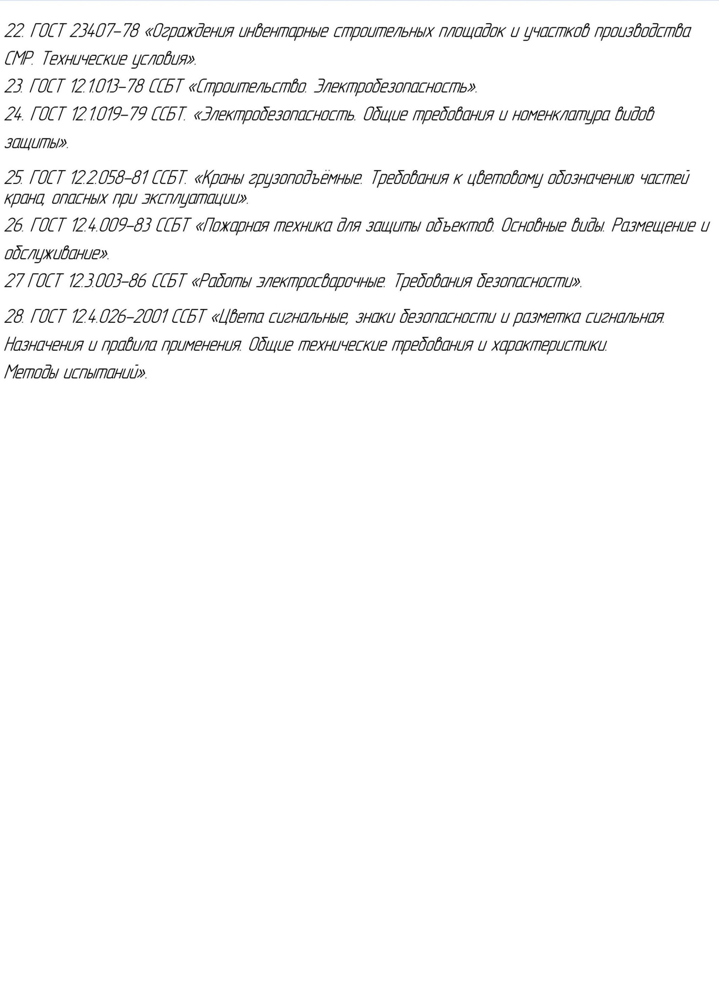 22. ГОСТ 23407–78 «Ограждения инвентарные строительных площадок и участков производства
СМР. Технические условия».
23. ГОСТ 12.1.013–78 ССБТ «Строительство. Электробезопасность».
24. ГОСТ 12.1.019–79 ССБТ. «Электробезопасность. Общие требования и номенклатура видов
защиты».
25. ГОСТ 12.2.058–81 ССБТ. «Краны грузоподъёмные. Требования к цветовому обозначению частей
крана, опасных при эксплуатации».
26. ГОСТ 12.4.009–83 ССБТ «Пожарная техника для защиты объектов. Основные виды. Размещение и
обслуживание».
27 ГОСТ 12.3.003–86 ССБТ «Работы электросварочные. Требования безопасности».
28. ГОСТ 12.4.026–2001 ССБТ «Цвета сигнальные, знаки безопасности и разметка сигнальная.
Назначения и правила применения. Общие технические требования и характеристики.
Методы испытаний».